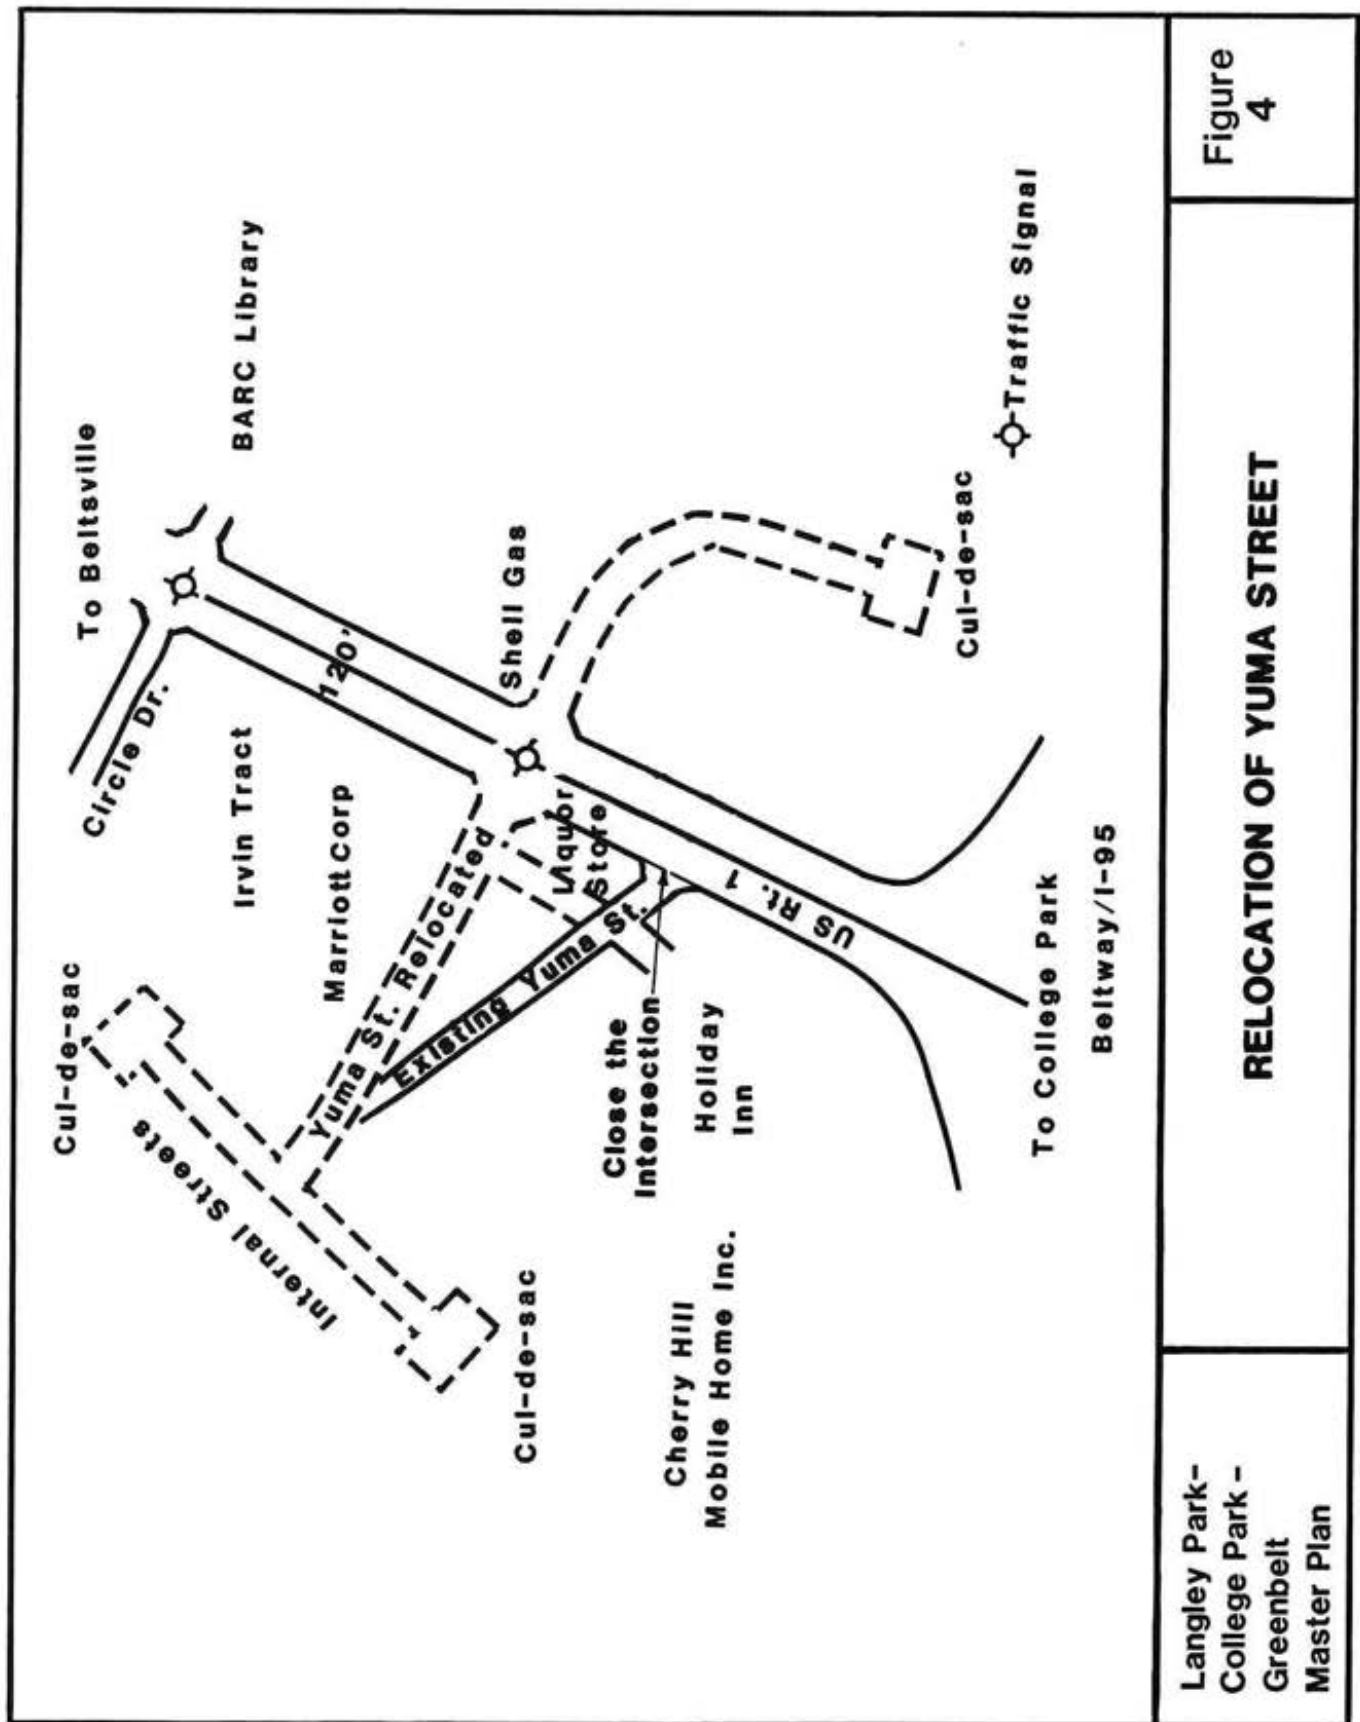 To Beltsville
BARC Library
Circle Dr.
120'
Irvin Tract
Shell Gas
Marriott Corp
Cul-de-sac
Internal Streets
Yuma St. Relocated
Liquor
Store
Existing Yuma St.
US Rt. 1
Close the
Intersection
Holiday
Inn
Cul-de-sac
Cherry Hill
Mobile Home Inc.
Cul-de-sac
Traffic Signal
To College Park
Beltway/I-95
Langley Park-
College Park-
Greenbelt
Master Plan
RELOCATION OF YUMA STREET
Figure
4